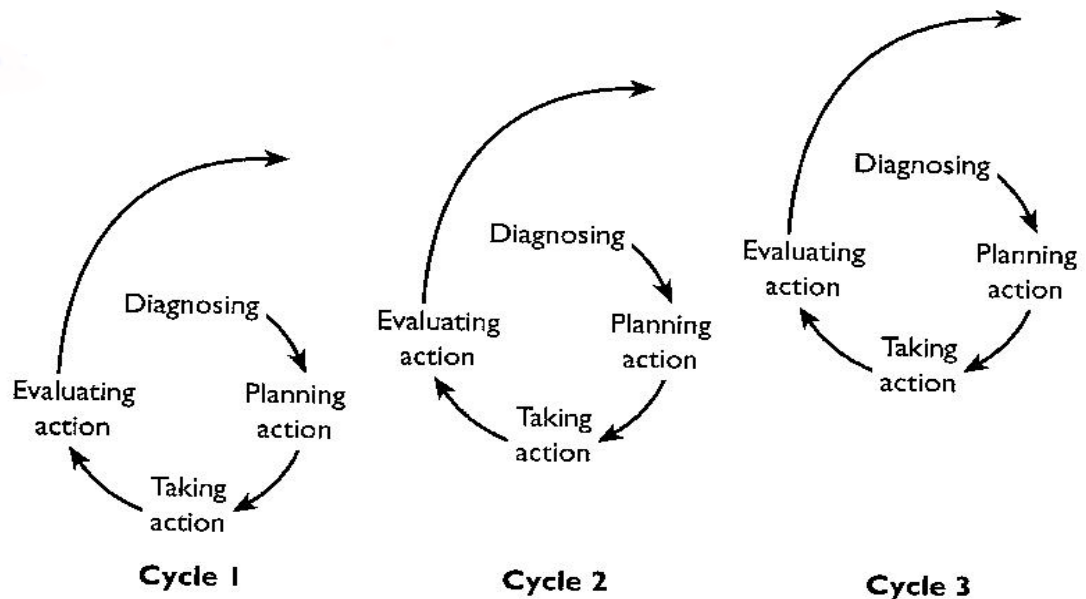 Diagnosing
Evaluating
action
Planning
action
Taking
action
Cycle 1
Diagnosing
Evaluating
action
Planning
action
Taking
action
Cycle 2
Diagnosing
Evaluating
action
Planning
action
Taking
action
Cycle 3